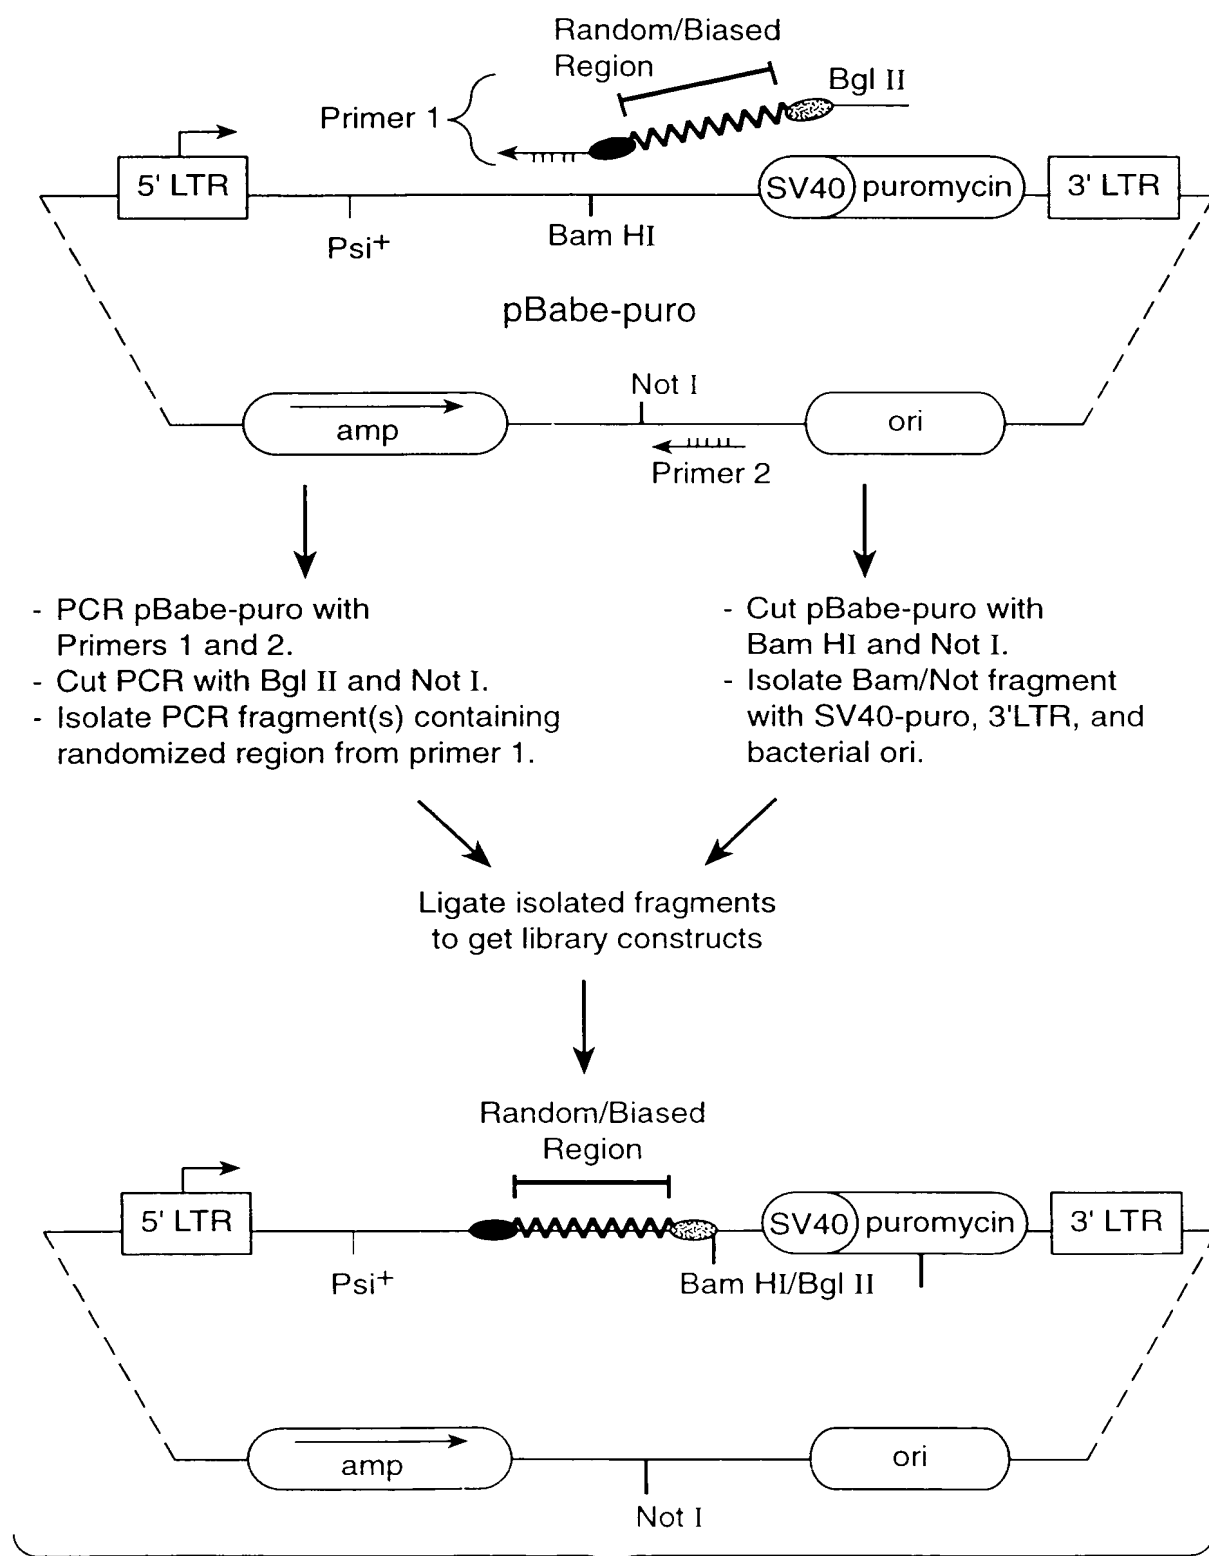 Random/Biased
Region
Bgl II
Primer 1
5' LTR
SV40
puromycin
3' LTR
Psi+
Bam HI
pBabe-puro
Not I
amp
ori
Primer 2
- PCR pBabe-puro with
Primers 1 and 2.
- Cut PCR with Bgl II and Not I.
- Isolate PCR fragment(s) containing
randomized region from primer 1.
- Cut pBabe-puro with
Bam HI and Not I.
- Isolate Bam/Not fragment
with SV40-puro, 3'LTR, and
bacterial ori.
Ligate isolated fragments
to get library constructs
Random/Biased
Region
5' LTR
SV40
puromycin
3' LTR
Psi+
Bam HI/Bgl II
amp
ori
Not I